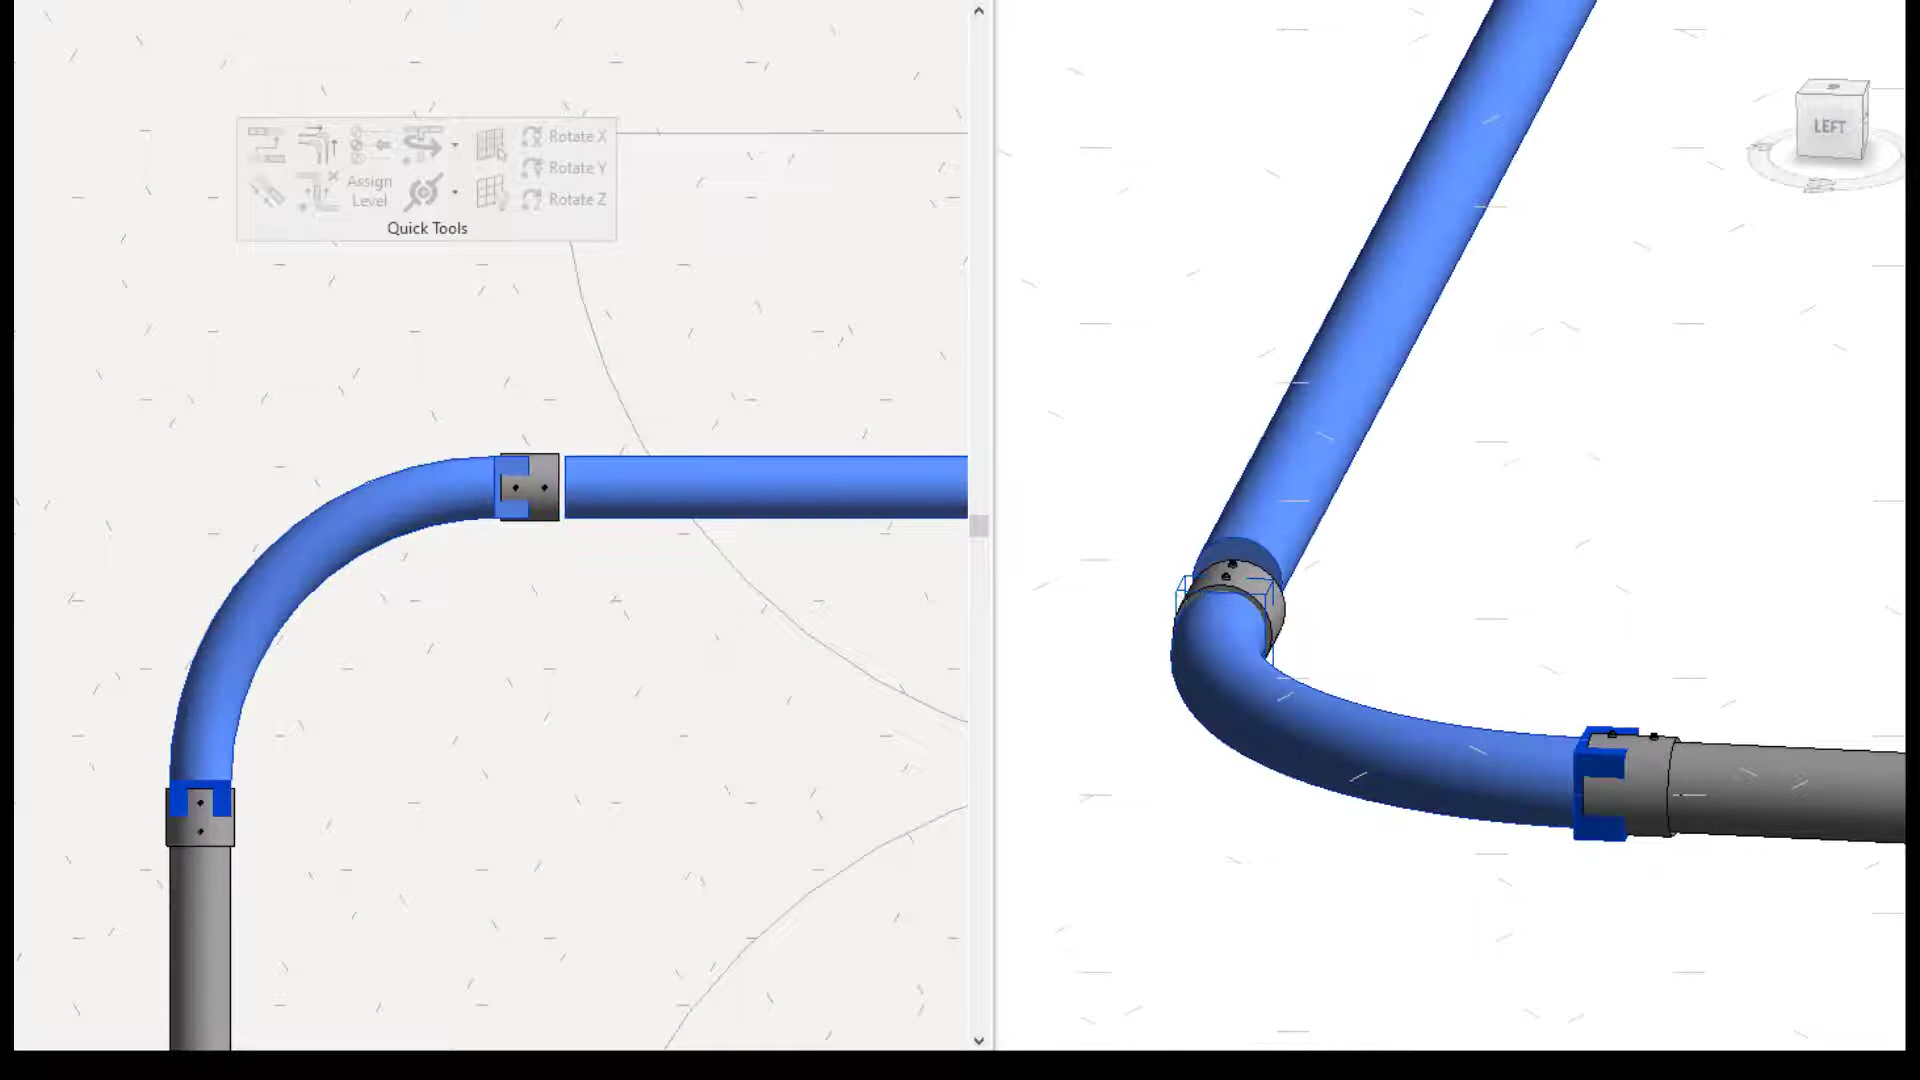 Rotate X
Rotate Y
Assign
Level
Rotate Z
Quick Tools
LEFT